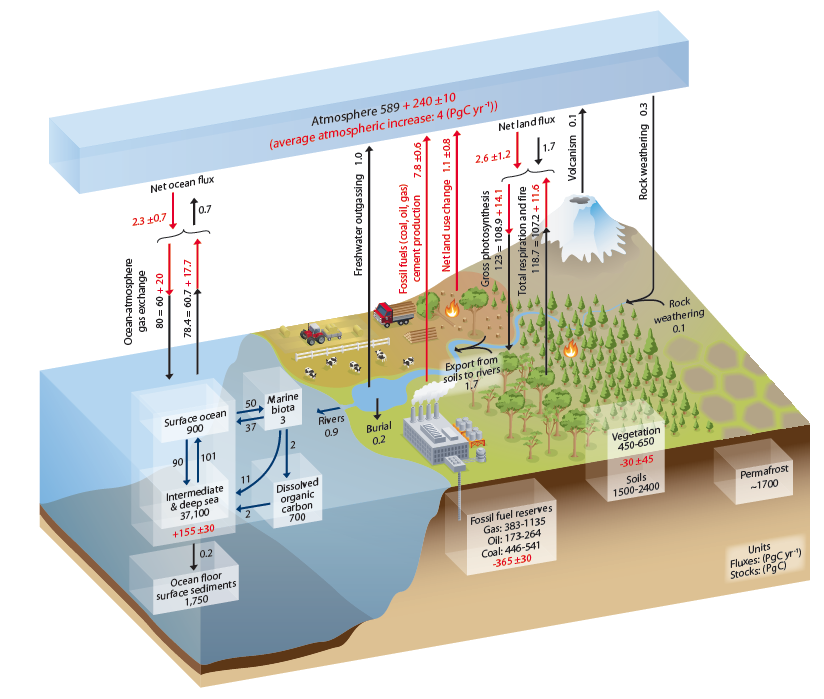 Atmosphere 589 + 240 ±10
(average atmospheric increase: 4 (PgC yr⁻¹))
Net ocean flux
2.3 ±0.7
0.7
Ocean-atmosphere
gas exchange
80 = 60 + 20
78.4 = 60.7 + 17.7
Freshwater outgassing 1.0
Fossil fuels (coal, oil, gas)
cement production 7.8 ±0.6
Net land use change 1.1 ±0.8
Net land flux
2.6 ±1.2
1.7
Gross photosynthesis
123 = 108.9 + 14.1
Total respiration and fire
118.7 = 107.2 + 11.6
Volcanism 0.1
Rock weathering 0.3
Rock
weathering
0.1
Export from
soils to rivers
1.7
Rivers
0.9
Burial
0.2
Surface ocean
900
50
37
Marine
biota
3
90
101
11
2
2
Intermediate
& deep sea
37,100
+155 ±30
Dissolved
organic
carbon
700
0.2
Ocean floor
surface sediments
1,750
Fossil fuel reserves
Gas: 383-1135
Oil: 173-264
Coal: 446-541
-365 ±30
Vegetation
450-650
-30 ±45
Soils
1500-2400
Permafrost
~1700
Units
Fluxes: (PgC yr⁻¹)
Stocks: (PgC)